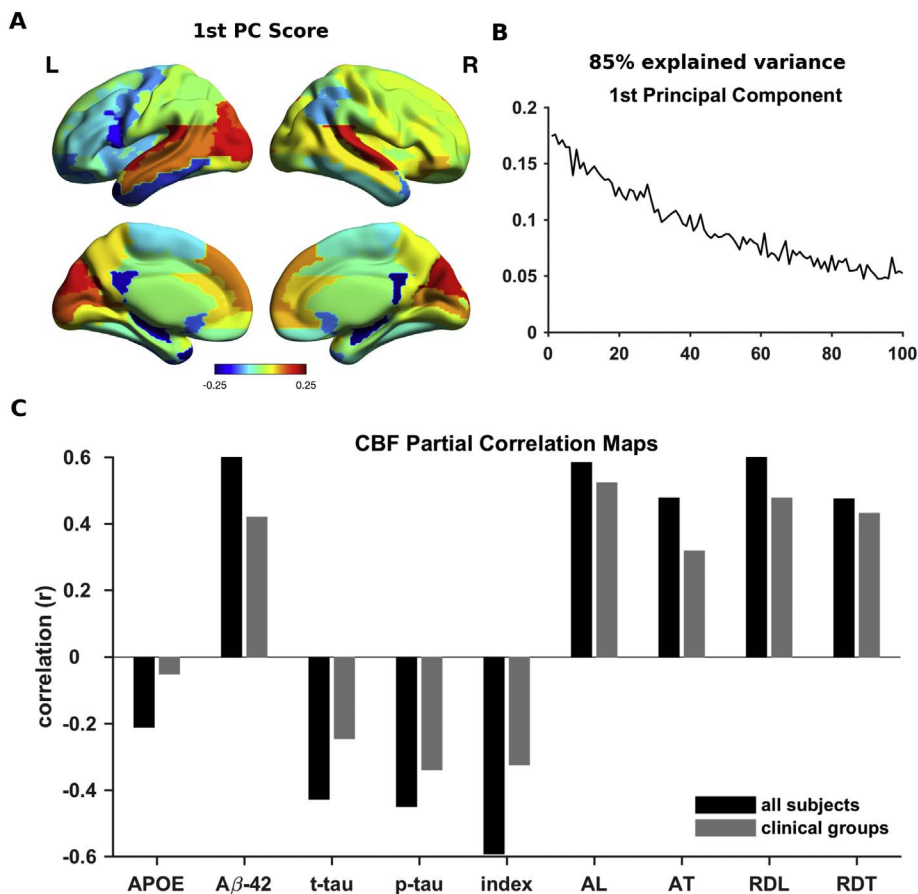 A
1st PC Score
L
R
-0.25
0.25
B
85% explained variance
1st Principal Component
0.2
0.15
0.1
0.05
0
0 20 40 60 80 100
C
CBF Partial Correlation Maps
correlation (r)
0.6
0.4
0.2
0
-0.2
-0.4
-0.6
all subjects
clinical groups
APOE Aβ-42 t-tau p-tau index AL AT RDL RDT